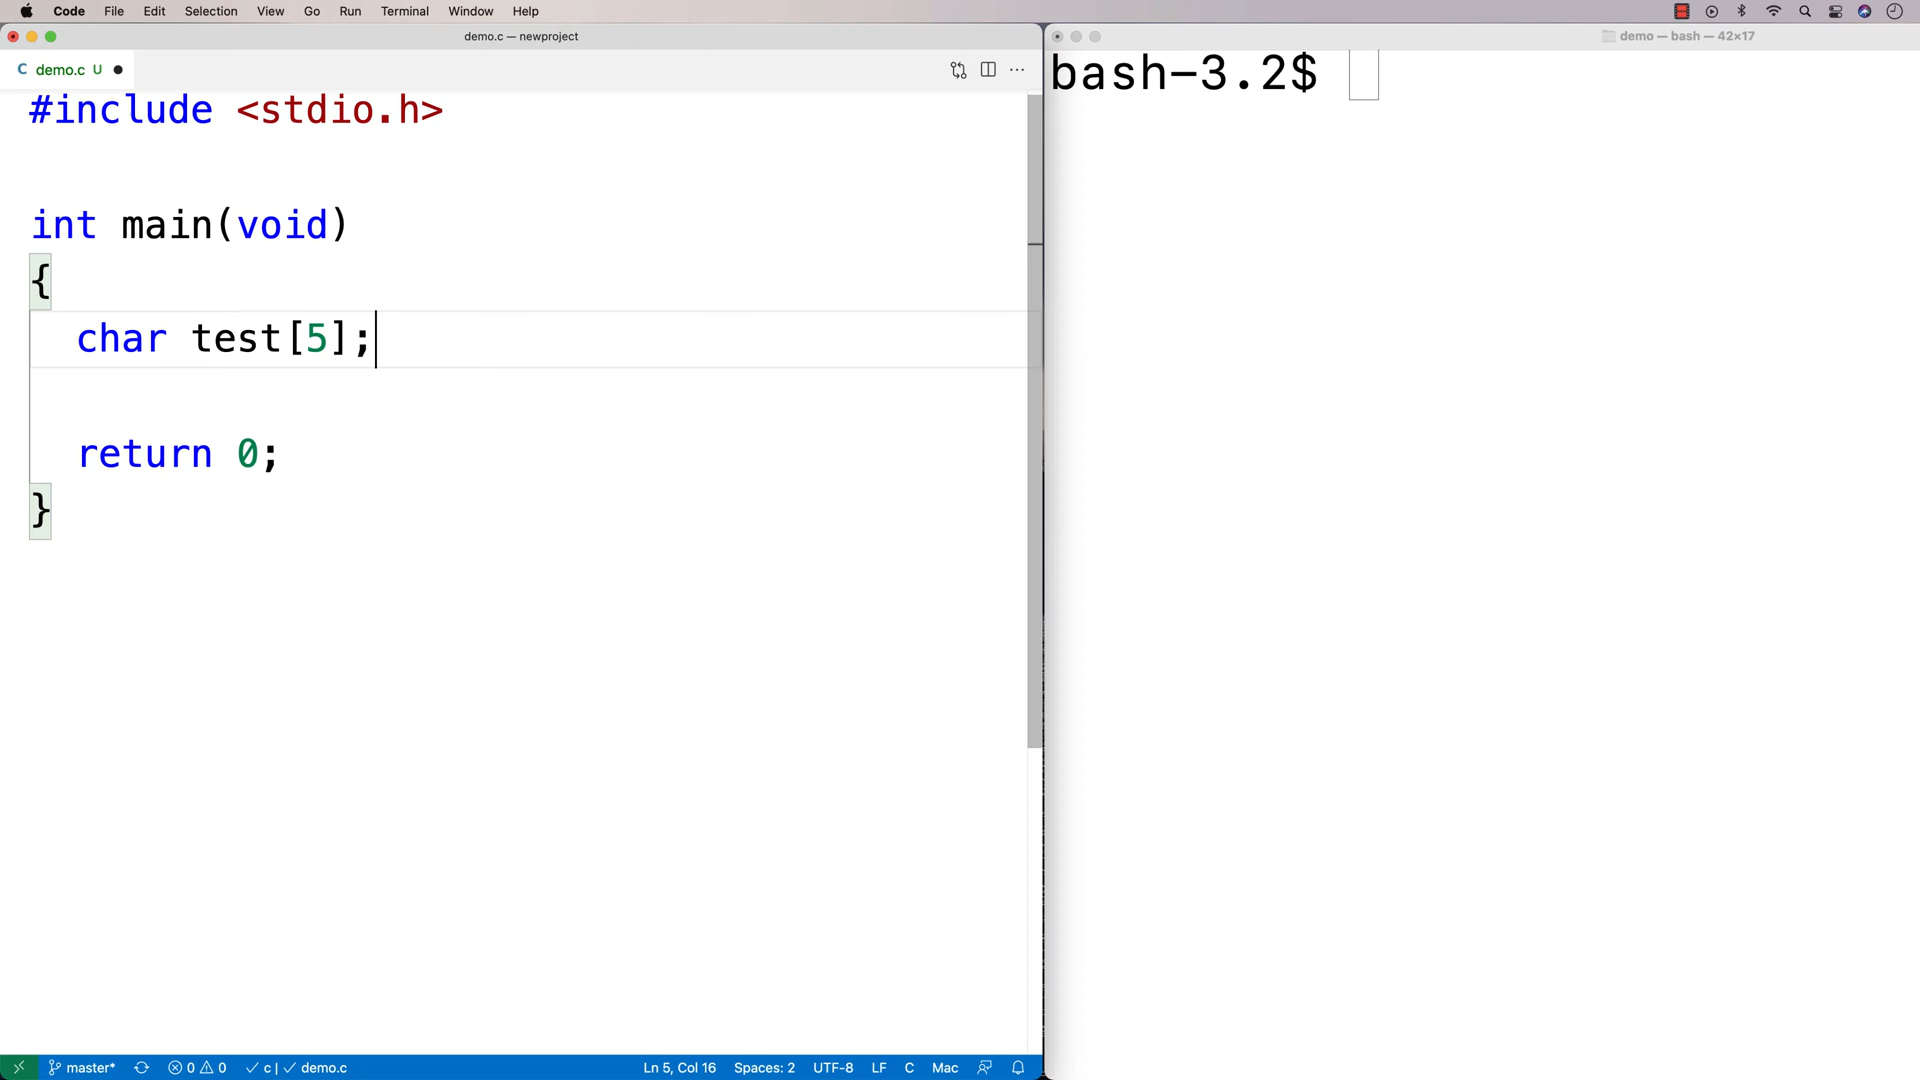 Code File Edit Selection View Go Run Terminal Window Help
demo.c — newproject
demo — bash — 42×17
C demo.c U
bash-3.2$
#include <stdio.h>
int main(void)
{
char test[5];
return 0;
}
master* 0 0 c | demo.c Ln 5, Col 16 Spaces: 2 UTF-8 LF C Mac